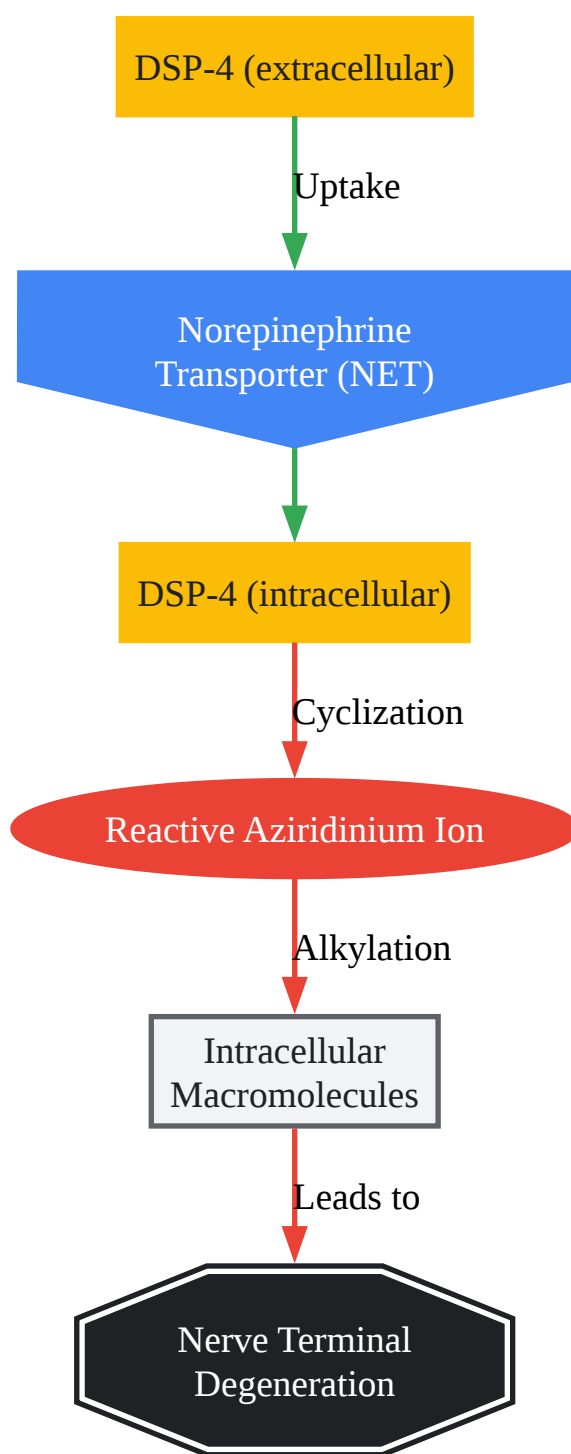 DSP-4 (extracellular)
Uptake
Norepinephrine
Transporter (NET)
DSP-4 (intracellular)
Cyclization
Reactive Aziridinium Ion
Alkylation
Intracellular
Macromolecules
Leads to
Nerve Terminal
Degeneration